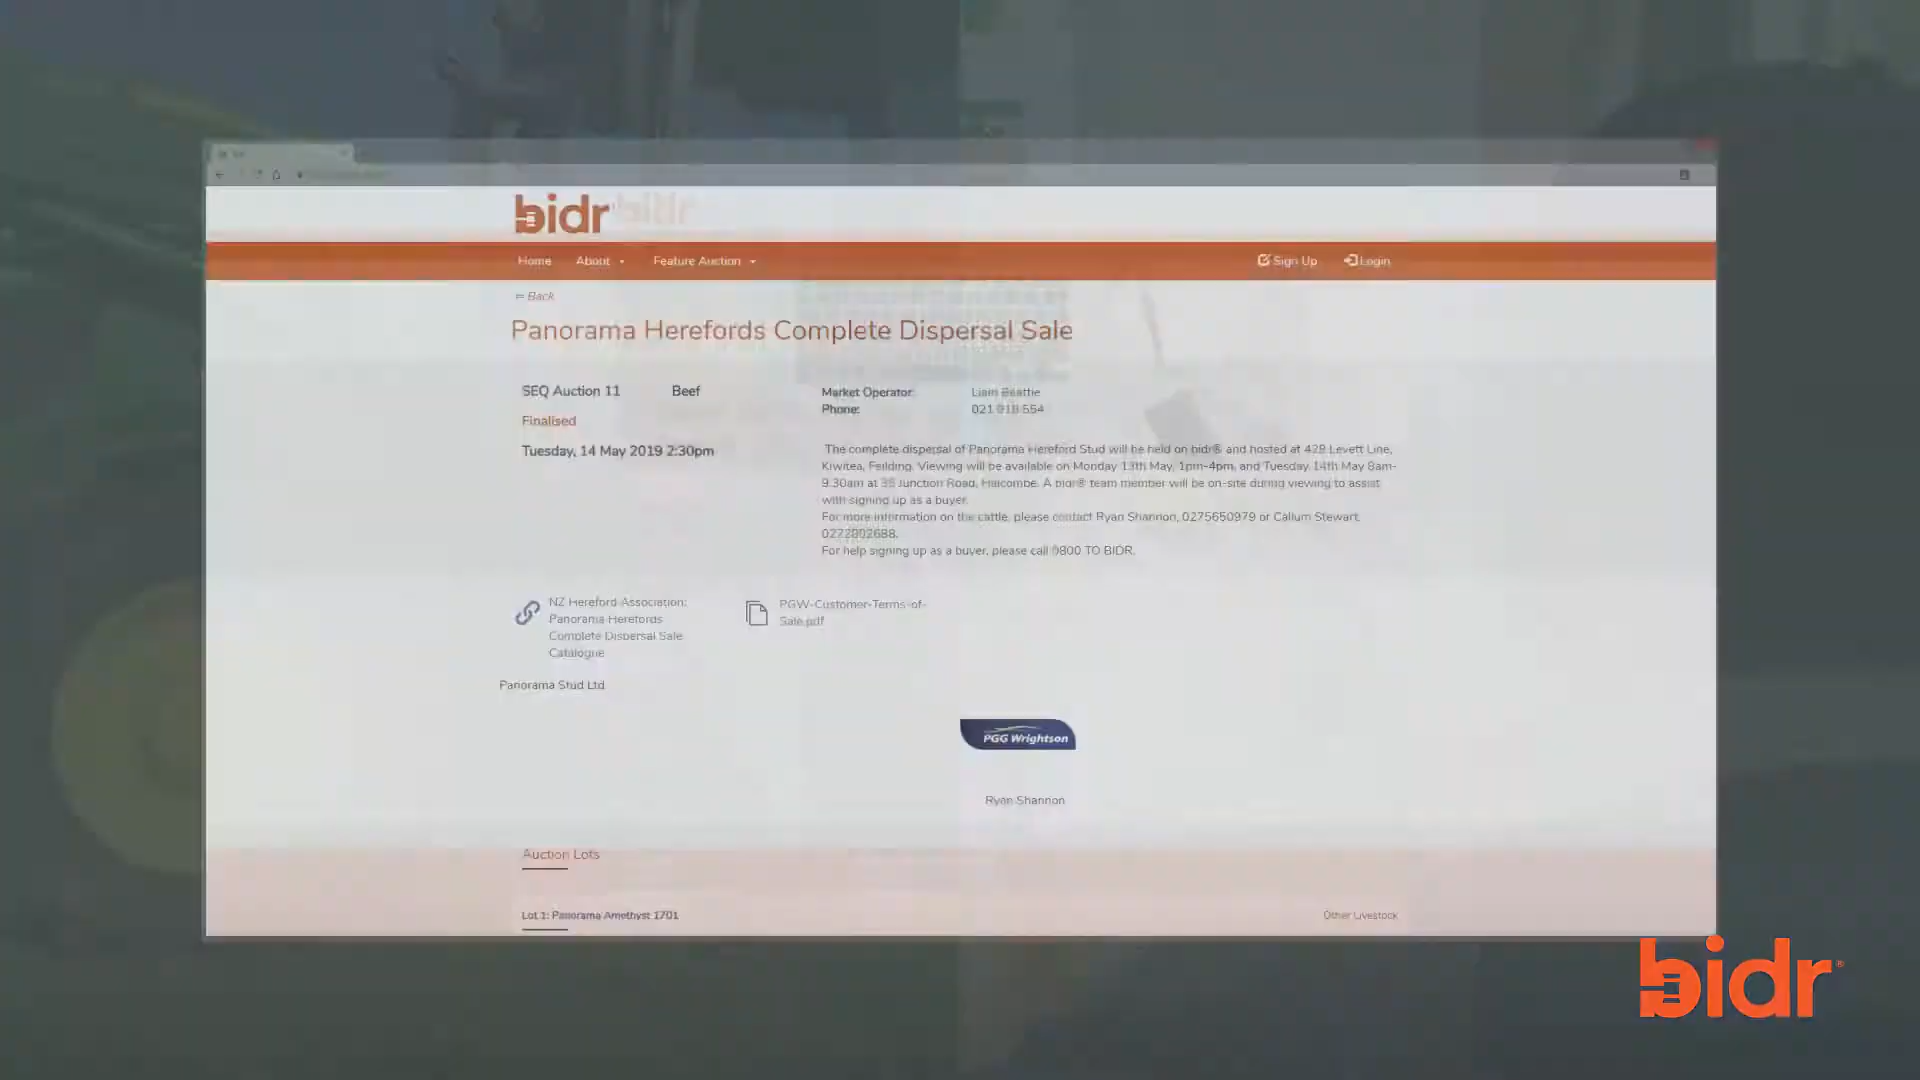 bidr
Home About Feature Auction Sign Up Login
Back
Panorama Herefords Complete Dispersal Sale
SEQ Auction 11 Beef
Market Operator: Liam Beattie
Phone: 021 918 554
Finalised
Tuesday, 14 May 2019 2:30pm
The complete dispersal of Panorama Hereford Stud will be held on bidr® and hosted at 428 Levett Line,
Kiwitea, Feilding. Viewing will be available on Monday 13th May, 1pm-4pm, and Tuesday 14th May 8am-
9.30am at 35 Junction Road, Halcombe. A bidr® team member will be on-site during viewing to assist
with signing up as a buyer.
For more information on the cattle, please contact Ryan Shannon, 0275650979 or Callum Stewart,
0272802688.
For help signing up as a buyer, please call 0800 TO BIDR.
NZ Hereford Association:
Panorama Herefords
Complete Dispersal Sale
Catalogue
PGW-Customer-Terms-of-
Sale.pdf
Panorama Stud Ltd
PGG Wrightson
Ryan Shannon
Auction Lots
Lot 1: Panorama Amethyst 1701 Other Livestock
bidr®